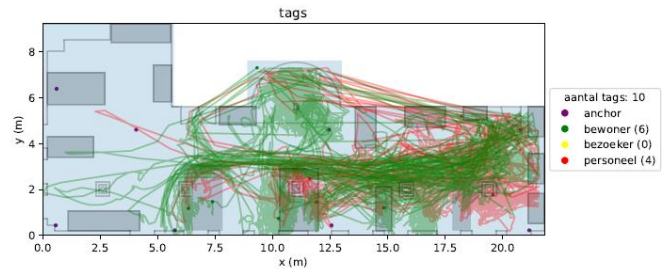 tags
8
6
4
2
0
y (m)
0.0 2.5 5.0 7.5 10.0 12.5 15.0 17.5 20.0
x (m)
aantal tags: 10
anchor
bewoner (6)
bezoeker (0)
personeel (4)